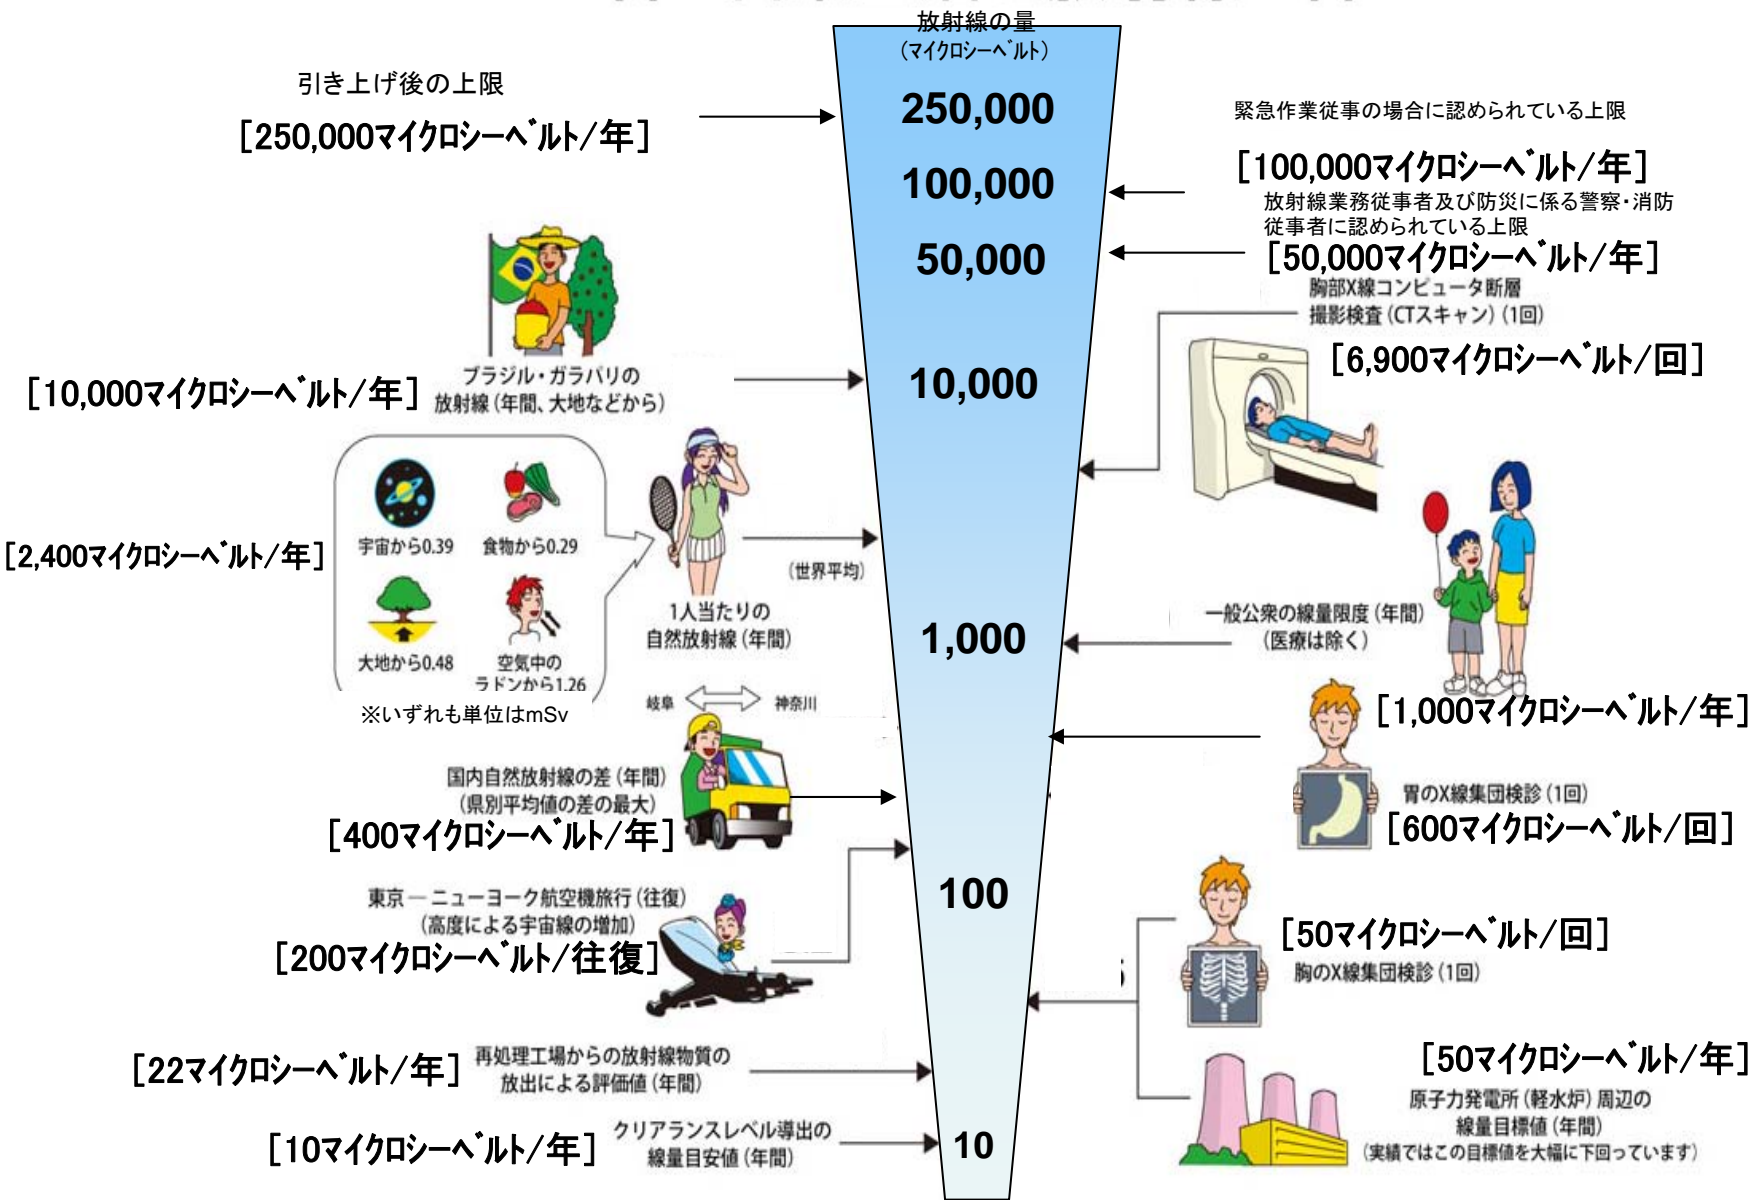 放射線の量
（マイクロシーベルト）
250,000
100,000
50,000
10,000
1,000
100
10
引き上げ後の上限
［250,000マイクロシーベルト/年］
ブラジル・ガラパリの
放射線（年間、大地などから）
［10,000マイクロシーベルト/年］
宇宙から0.39
食物から0.29
大地から0.48
空気中の
ラドンから1.26
※いずれも単位はmSv
［2,400マイクロシーベルト/年］
（世界平均）
1人当たりの
自然放射線（年間）
岐阜
神奈川
国内自然放射線の差（年間）
（県別平均値の差の最大）
［400マイクロシーベルト/年］
東京―ニューヨーク航空機旅行（往復）
（高度による宇宙線の増加）
［200マイクロシーベルト/往復］
［22マイクロシーベルト/年］
再処理工場からの放射線物質の
放出による評価値（年間）
［10マイクロシーベルト/年］
クリアランスレベル導出の
線量目安値（年間）
緊急作業従事の場合に認められている上限
［100,000マイクロシーベルト/年］
放射線業務従事者及び防災に係る警察・消防
従事者に認められている上限
［50,000マイクロシーベルト/年］
胸部X線コンピュータ断層
撮影検査（CTスキャン）（1回）
［6,900マイクロシーベルト/回］
一般公衆の線量限度（年間）
（医療は除く）
［1,000マイクロシーベルト/年］
胃のX線集団検診（1回）
［600マイクロシーベルト/回］
［50マイクロシーベルト/回］
胸のX線集団検診（1回）
［50マイクロシーベルト/年］
原子力発電所（軽水炉）周辺の
線量目標値（年間）
（実績ではこの目標値を大幅に下回っています）